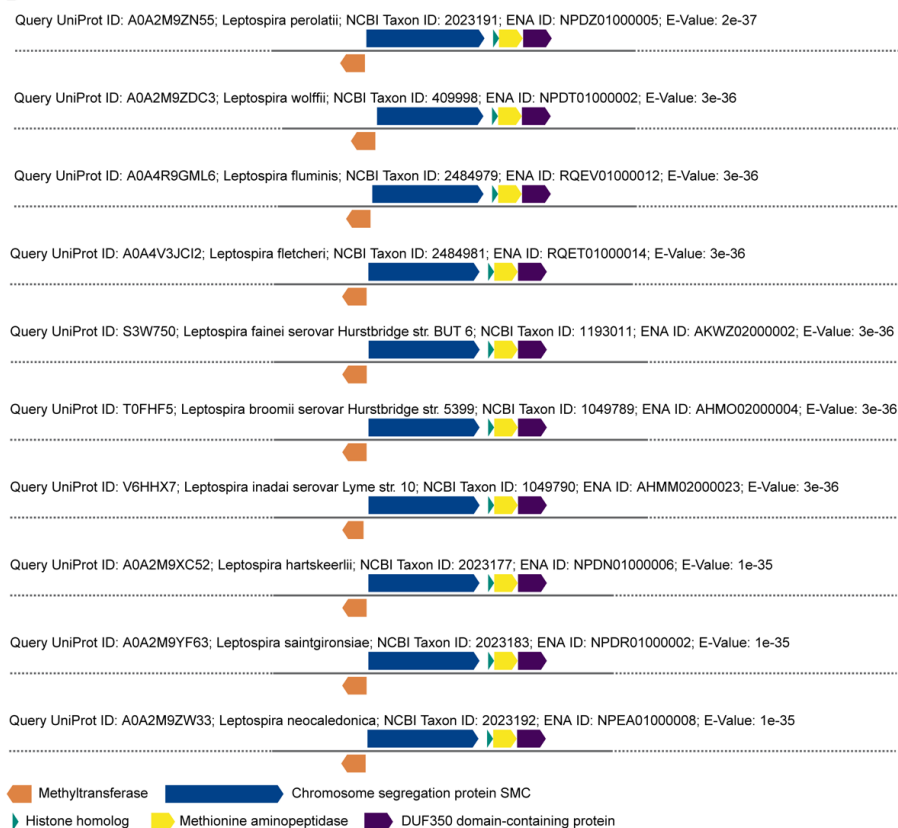 Query UniProt ID: A0A2M9ZN55; Leptospira perolatii; NCBI Taxon ID: 2023191; ENA ID: NPDZ01000005; E-Value: 2e-37
Query UniProt ID: A0A2M9ZDC3; Leptospira wolffii; NCBI Taxon ID: 409998; ENA ID: NPDT01000002; E-Value: 3e-36
Query UniProt ID: A0A4R9GML6; Leptospira fluminis; NCBI Taxon ID: 2484979; ENA ID: RQEV01000012; E-Value: 3e-36
Query UniProt ID: A0A4V3JCI2; Leptospira fletcheri; NCBI Taxon ID: 2484981; ENA ID: RQET01000014; E-Value: 3e-36
Query UniProt ID: S3W750; Leptospira fainei serovar Hurstbridge str. BUT 6; NCBI Taxon ID: 1193011; ENA ID: AKWZ02000002; E-Value: 3e-36
Query UniProt ID: T0FHF5; Leptospira broomii serovar Hurstbridge str. 5399; NCBI Taxon ID: 1049789; ENA ID: AHMO02000004; E-Value: 3e-36
Query UniProt ID: V6HHX7; Leptospira inadai serovar Lyme str. 10; NCBI Taxon ID: 1049790; ENA ID: AHMM02000023; E-Value: 3e-36
Query UniProt ID: A0A2M9XC52; Leptospira hartskeerlii; NCBI Taxon ID: 2023177; ENA ID: NPDN01000006; E-Value: 1e-35
Query UniProt ID: A0A2M9YF63; Leptospira saintgironsiae; NCBI Taxon ID: 2023183; ENA ID: NPDR01000002; E-Value: 1e-35
Query UniProt ID: A0A2M9ZW33; Leptospira neocaledonica; NCBI Taxon ID: 2023192; ENA ID: NPEA01000008; E-Value: 1e-35
Methyltransferase Chromosome segregation protein SMC
Histone homolog Methionine aminopeptidase DUF350 domain-containing protein